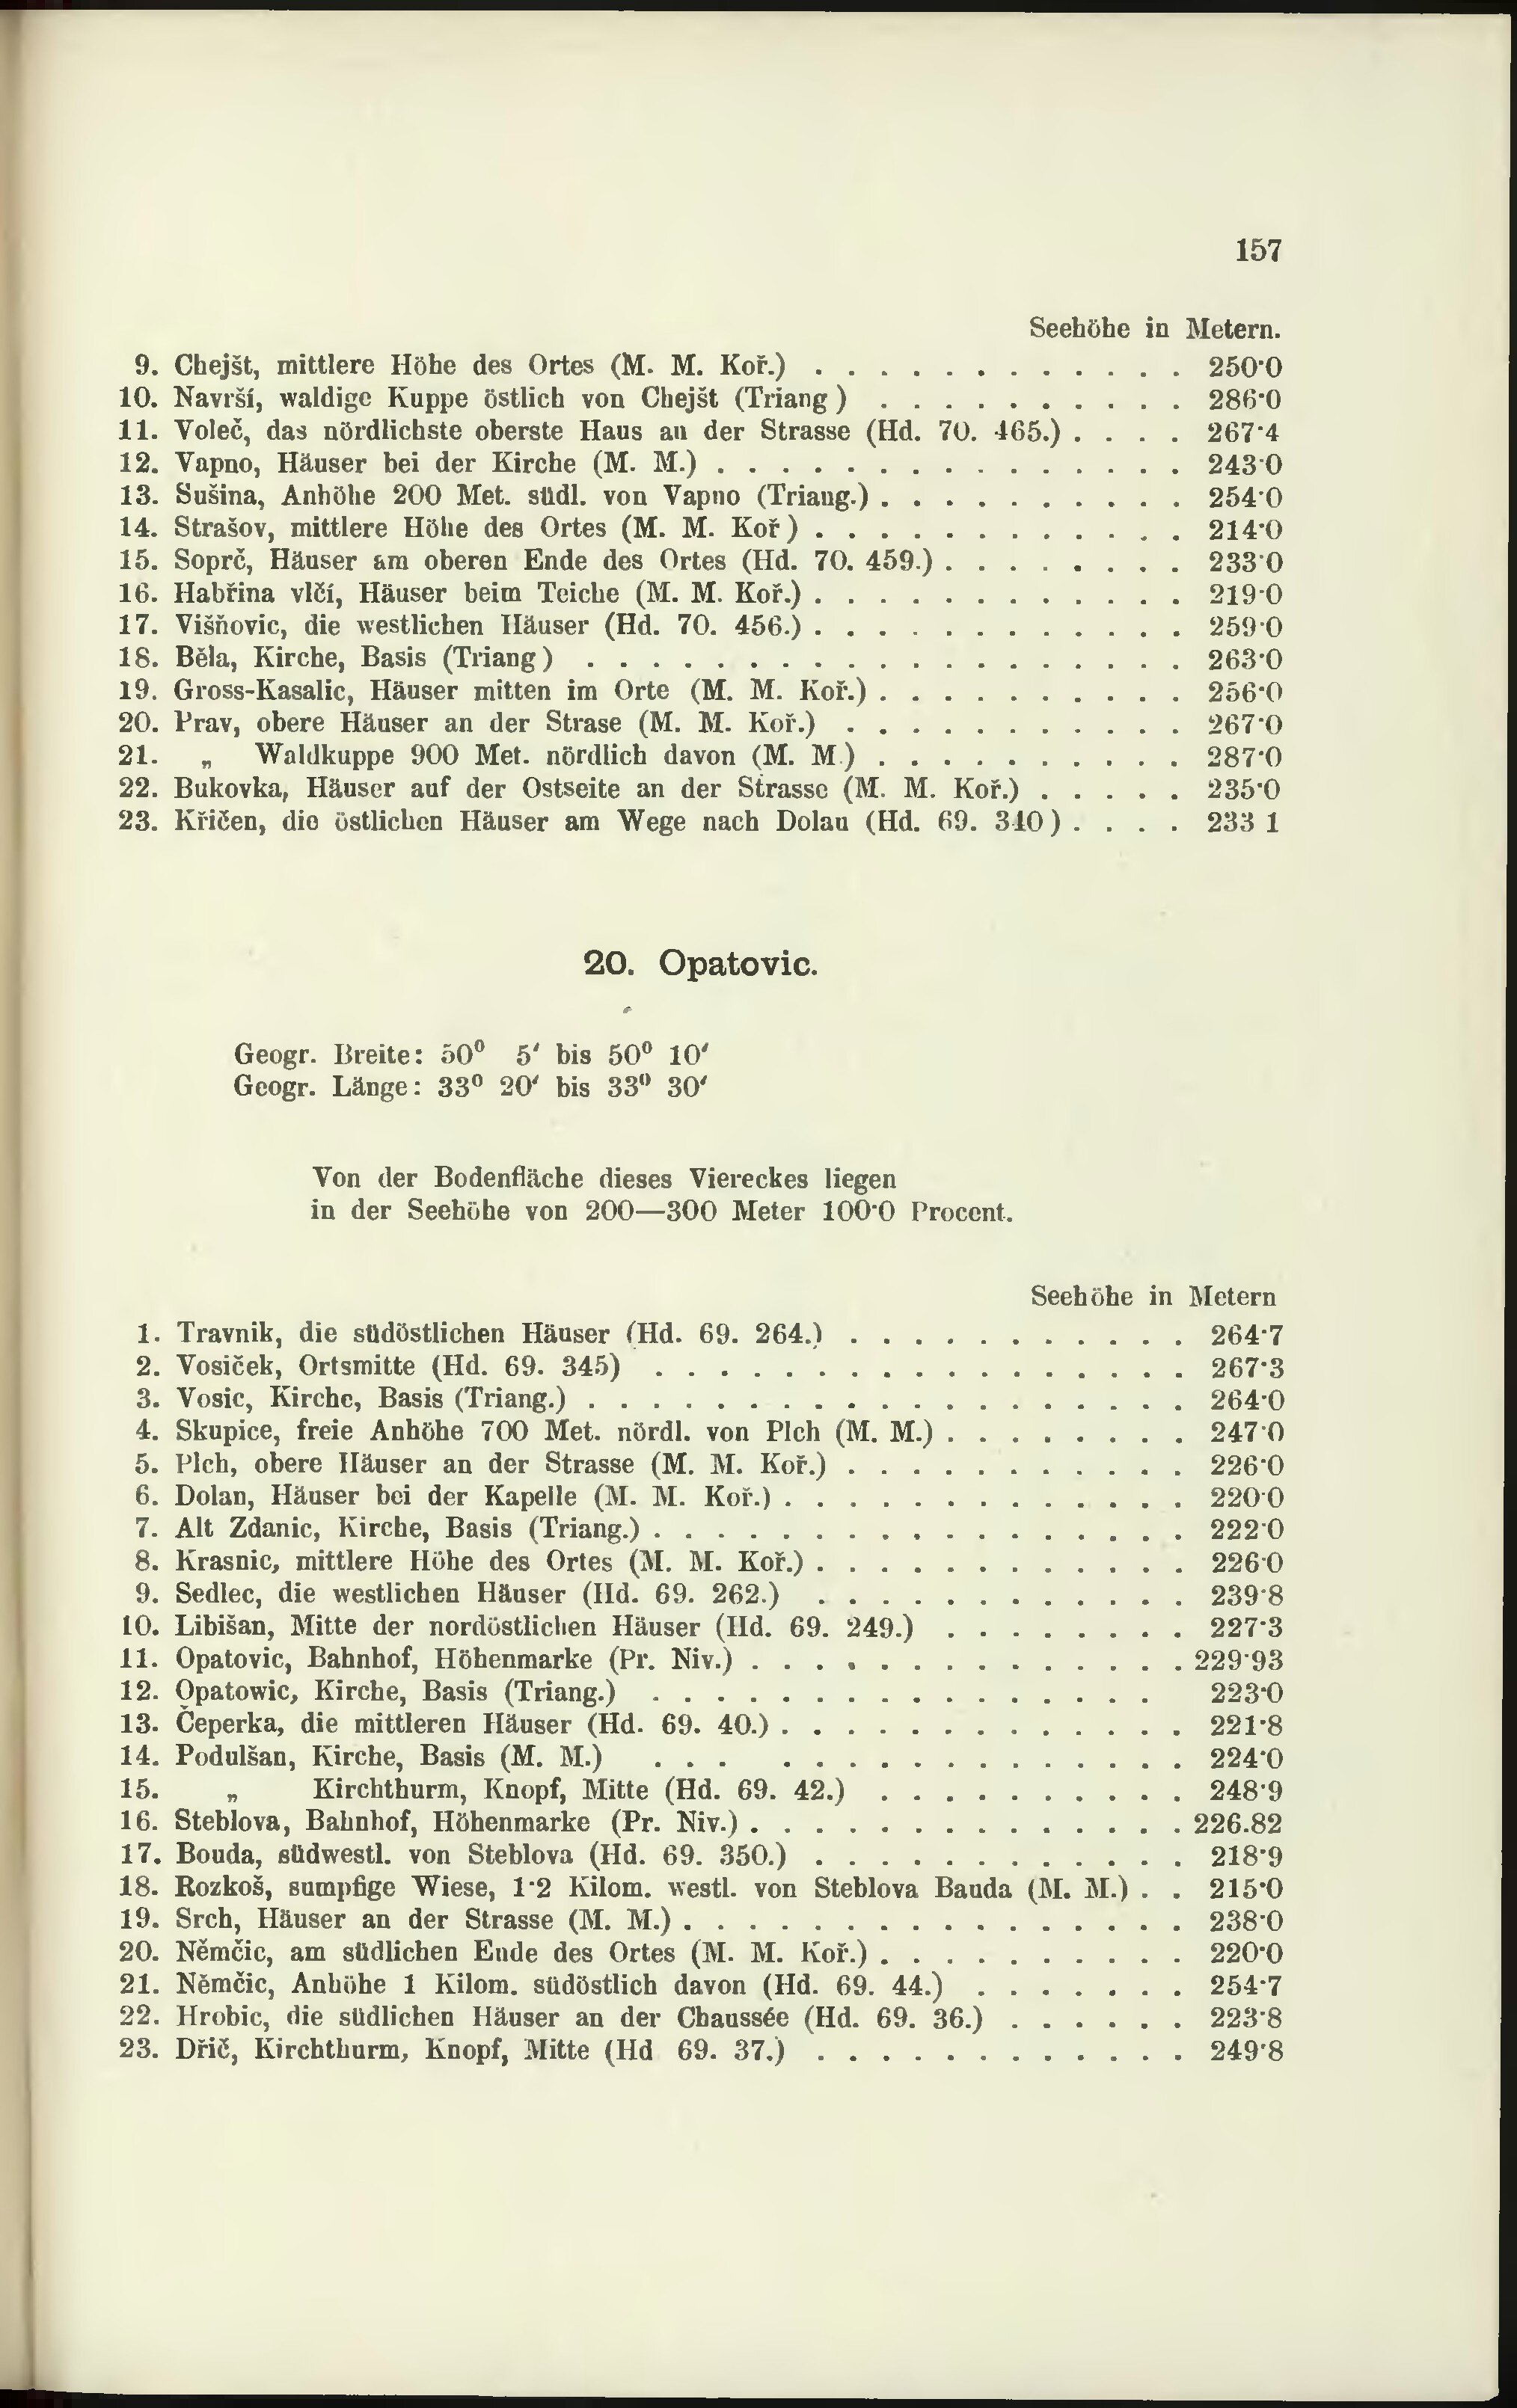 157
Seehöhe in Metern.
9. Chejšt, mittlere Höhe des Ortes (M. M. Koř.) . . . . . . . . . . . . 250·0
10. Navrší, waldige Kuppe östlich von Chejšt (Triang ) . . . . . . . . . . 286·0
11. Voleč, das nördlichste oberste Haus an der Strasse (Hd. 70. 465.) . . . . 267·4
12. Vapno, Häuser bei der Kirche (M. M.) . . . . . . . . . . . . . . . 243·0
13. Sušina, Anhöhe 200 Met. südl. von Vapno (Triang.) . . . . . . . . . . 254·0
14. Strašov, mittlere Höhe des Ortes (M. M. Koř ) . . . . . . . . . . . . 214·0
15. Soprč, Häuser am oberen Ende des Ortes (Hd. 70. 459.) . . . . . . . . 233·0
16. Habřina vlčí, Häuser beim Teiche (M. M. Koř.) . . . . . . . . . . . . 219·0
17. Višňovic, die westlichen Häuser (Hd. 70. 456.) . . . . . . . . . . . . 259·0
18. Běla, Kirche, Basis (Triang ) . . . . . . . . . . . . . . . . . . . 263·0
19. Gross-Kasalic, Häuser mitten im Orte (M. M. Koř.) . . . . . . . . . . 256·0
20. Prav, obere Häuser an der Strase (M. M. Koř.) . . . . . . . . . . . 267·0
21. „ Waldkuppe 900 Met. nördlich davon (M. M.) . . . . . . . . . . 287·0
22. Bukovka, Häuser auf der Ostseite an der Strasse (M. M. Koř.) . . . . . 235·0
23. Křičen, die östlichen Häuser am Wege nach Dolan (Hd. 69. 340 ) . . . . 233 1
20. Opatovic.
Geogr. Breite: 50⁰ 5′ bis 50⁰ 10′
Geogr. Länge: 33⁰ 20′ bis 33⁰ 30′
Von der Bodenfläche dieses Viereckes liegen
in der Seehöhe von 200—300 Meter 100·0 Procent.
Seehöhe in Metern
1. Travnik, die südöstlichen Häuser (Hd. 69. 264.) . . . . . . . . . . . 264·7
2. Vosiček, Ortsmitte (Hd. 69. 345) . . . . . . . . . . . . . . . . . 267·3
3. Vosic, Kirche, Basis (Triang.) . . . . . . . . . . . . . . . . . . . 264·0
4. Skupice, freie Anhöhe 700 Met. nördl. von Plch (M. M.) . . . . . . . . 247·0
5. Plch, obere Häuser an der Strasse (M. M. Koř.) . . . . . . . . . . . 226·0
6. Dolan, Häuser bei der Kapelle (M. M. Koř.) . . . . . . . . . . . . . 220·0
7. Alt Zdanic, Kirche, Basis (Triang.) . . . . . . . . . . . . . . . . . 222·0
8. Krasnic, mittlere Höhe des Ortes (M. M. Koř.) . . . . . . . . . . . . 226·0
9. Sedlec, die westlichen Häuser (Hd. 69. 262.) . . . . . . . . . . . . 239·8
10. Libišan, Mitte der nordöstlichen Häuser (Hd. 69. 249.) . . . . . . . . 227·3
11. Opatovic, Bahnhof, Höhenmarke (Pr. Niv.) . . . . . . . . . . . . . . 229·93
12. Opatowic, Kirche, Basis (Triang.) . . . . . . . . . . . . . . . . 223·0
13. Čeperka, die mittleren Häuser (Hd. 69. 40.) . . . . . . . . . . . . . 221·8
14. Podulšan, Kirche, Basis (M. M.) . . . . . . . . . . . . . . . . 224·0
15. „ Kirchthurm, Knopf, Mitte (Hd. 69. 42.) . . . . . . . . . . 248·9
16. Steblova, Bahnhof, Höhenmarke (Pr. Niv.) . . . . . . . . . . . . . . 226.82
17. Bouda, südwestl. von Steblova (Hd. 69. 350.) . . . . . . . . . . . . 218·9
18. Rozkoš, sumpfige Wiese, 1·2 Kilom. westl. von Steblova Bauda (M. M.) . . 215·0
19. Srch, Häuser an der Strasse (M. M.) . . . . . . . . . . . . . . . . 238·0
20. Němčic, am südlichen Ende des Ortes (M. M. Koř.) . . . . . . . . . . 220·0
21. Němčic, Anhöhe 1 Kilom. südöstlich davon (Hd. 69. 44.) . . . . . . . 254·7
22. Hrobic, die südlichen Häuser an der Chaussée (Hd. 69. 36.) . . . . . . 223·8
23. Dřič, Kirchthurm, Knopf, Mitte (Hd 69. 37.) . . . . . . . . . . . . 249·8